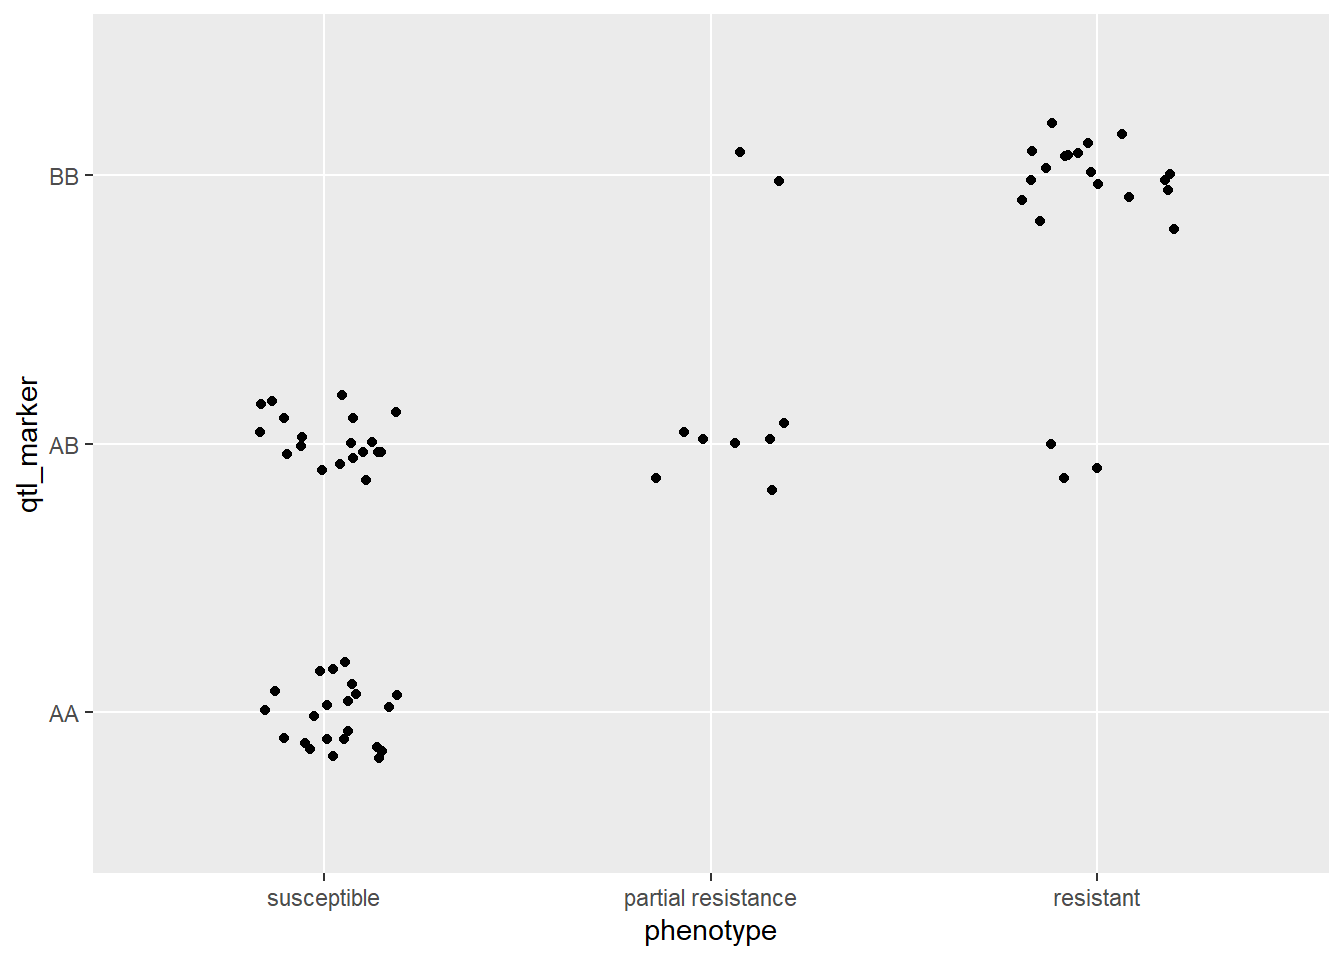 qtl_marker
BB
AB
AA
susceptible
partial resistance
resistant
phenotype